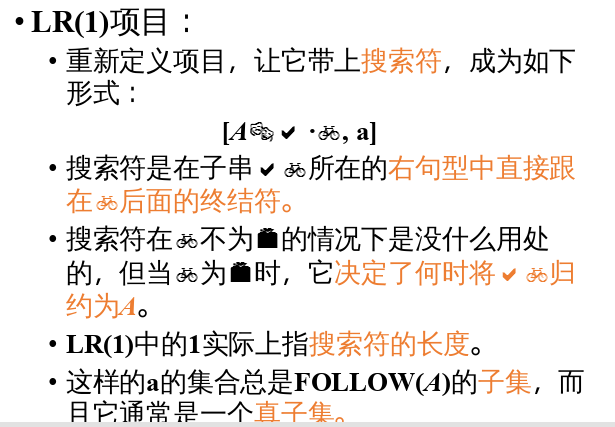 • LR(1)项目：
• 重新定义项目，让它带上搜索符，成为如下
形式：
[A🙰✔ ·🚲, a]
• 搜索符是在子串✔🚲所在的右句型中直接跟
在🚲后面的终结符。
• 搜索符在🚲不为的情况下是没什么用处
的，但当🚲为时，它决定了何时将✔🚲归
约为A。
• LR(1)中的1实际上指搜索符的长度。
• 这样的a的集合总是FOLLOW(A)的子集，而
且它通常是一个真子集。